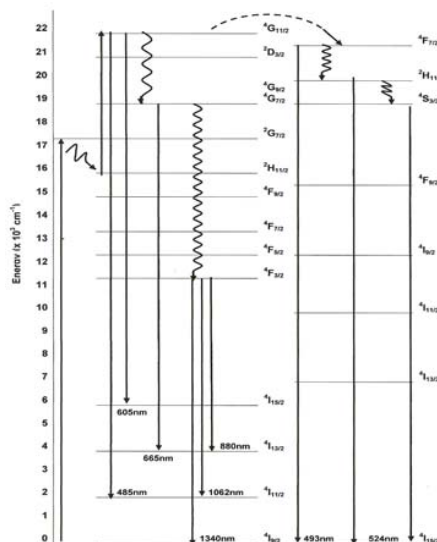 Energy (x 10³ cm⁻¹)
22
21
20
19
18
17
16
15
14
13
12
11
10
9
8
7
6
5
4
3
2
1
0
⁴G₁₁/₂
²D₃/₂
⁴G₉/₂
⁴G₇/₂
²G₇/₂
²H₁₁/₂
⁴F₉/₂
⁴F₇/₂
⁴F₅/₂
⁴F₃/₂
⁴I₁₅/₂
⁴I₁₃/₂
⁴I₁₁/₂
⁴I₉/₂
605nm
665nm
880nm
485nm
1062nm
1340nm
⁴F₇/₂
²H₁₁
⁴S₃/₂
⁴F₉/₂
⁴I₉/₂
⁴I₁₁/₂
⁴I₁₃/₂
493nm
524nm
⁴I₁₅/₂